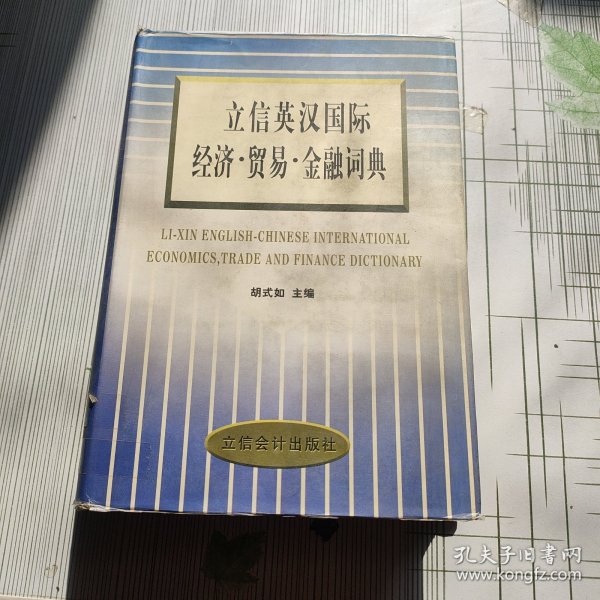 立信英汉国际
经济·贸易·金融词典
LI-XIN ENGLISH-CHINESE INTERNATIONAL
ECONOMICS,TRADE AND FINANCE DICTIONARY
胡式如 主编
立信会计出版社
孔夫子旧书网
www.kongfz.com